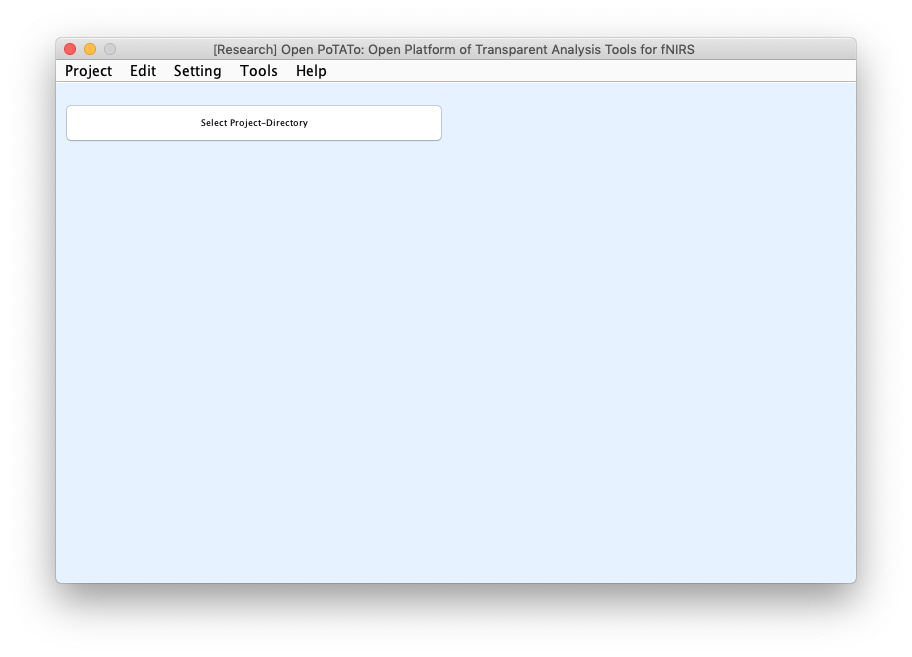 [Research] Open PoTATo: Open Platform of Transparent Analysis Tools for fNIRS
Project Edit Setting Tools Help
Select Project-Directory